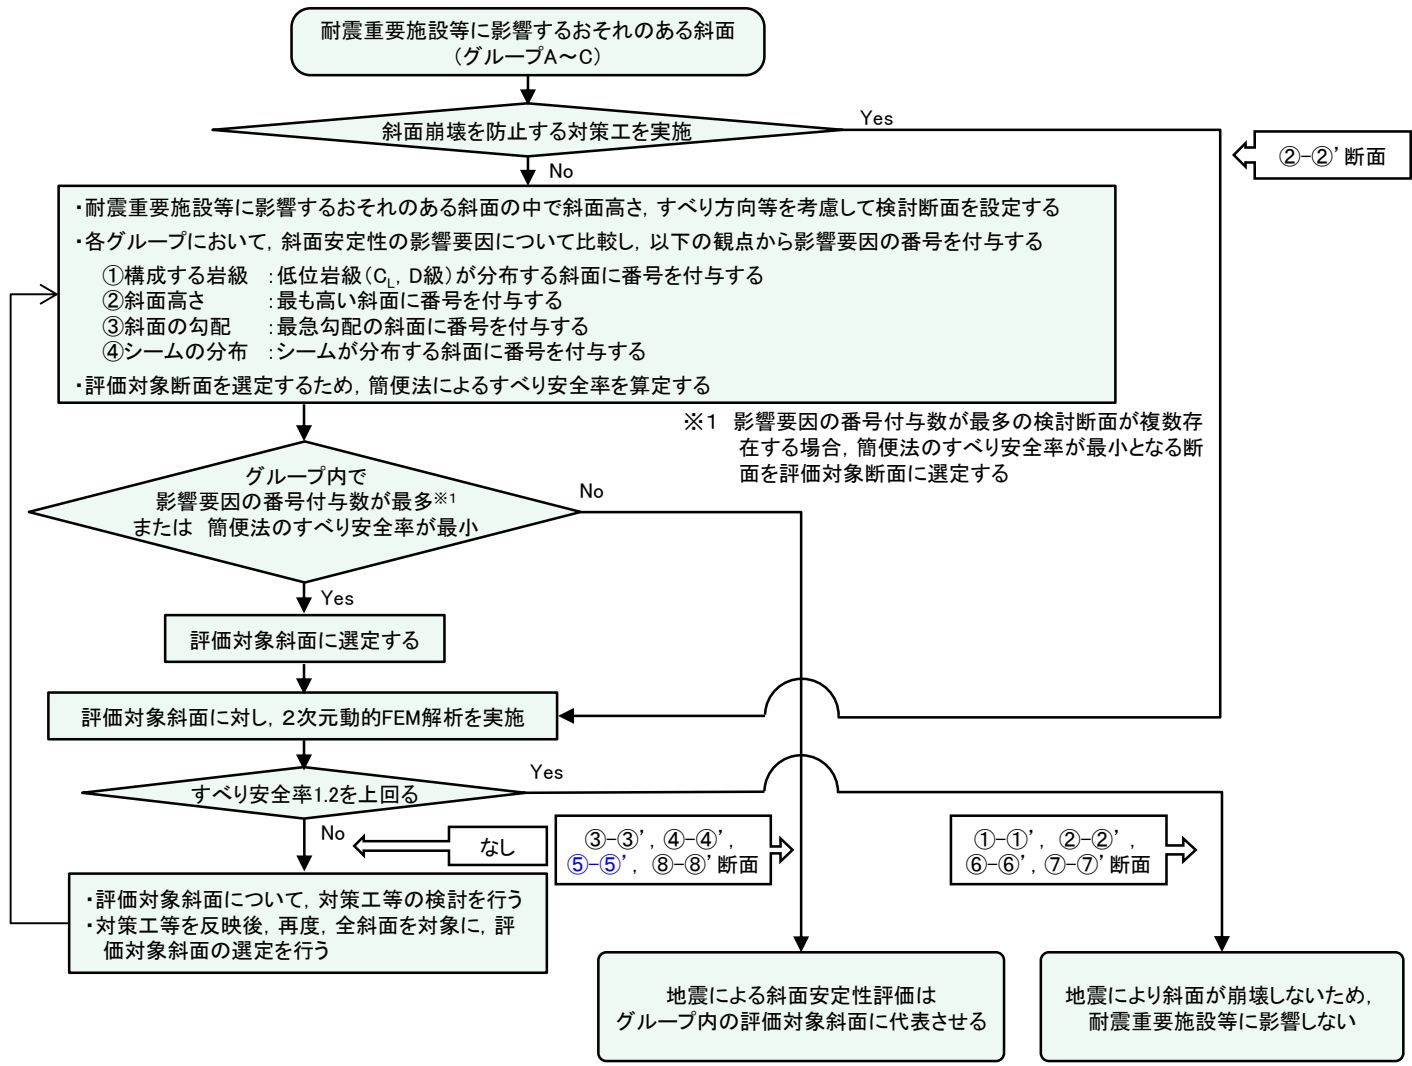 耐震重要施設等に影響するおそれのある斜面
（グループA～C）
斜面崩壊を防止する対策工を実施
Yes
②-②’断面
No
・耐震重要施設等に影響するおそれのある斜面の中で斜面高さ，すべり方向等を考慮して検討断面を設定する
・各グループにおいて，斜面安定性の影響要因について比較し，以下の観点から影響要因の番号を付与する
①構成する岩級　：低位岩級（CL，D級）が分布する斜面に番号を付与する
②斜面高さ　：最も高い斜面に番号を付与する
③斜面の勾配　：最急勾配の斜面に番号を付与する
④シームの分布　：シームが分布する斜面に番号を付与する
・評価対象断面を選定するため，簡便法によるすべり安全率を算定する
※1　影響要因の番号付与数が最多の検討断面が複数存
在する場合，簡便法のすべり安全率が最小となる断
面を評価対象断面に選定する
グループ内で
影響要因の番号付与数が最多※1
または　簡便法のすべり安全率が最小
No
Yes
評価対象斜面に選定する
評価対象斜面に対し，２次元動的FEM解析を実施
すべり安全率1.2を上回る
Yes
No
なし
③-③’，④-④’，
⑤-⑤’，⑧-⑧’断面
①-①’，②-②’，
⑥-⑥’，⑦-⑦’断面
・評価対象斜面について，対策工等の検討を行う
・対策工等を反映後，再度，全斜面を対象に，評
価対象斜面の選定を行う
地震による斜面安定性評価は
グループ内の評価対象斜面に代表させる
地震により斜面が崩壊しないため，
耐震重要施設等に影響しない